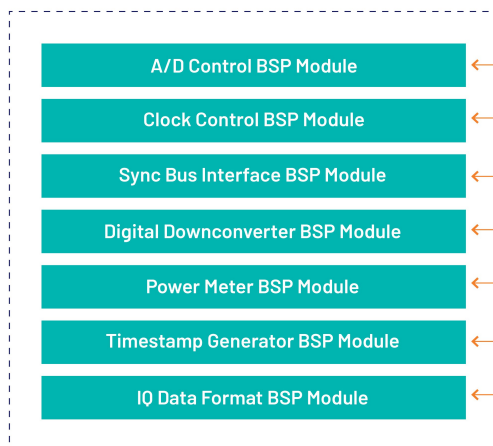 A/D Control BSP Module
Clock Control BSP Module
Sync Bus Interface BSP Module
Digital Downconverter BSP Module
Power Meter BSP Module
Timestamp Generator BSP Module
IQ Data Format BSP Module